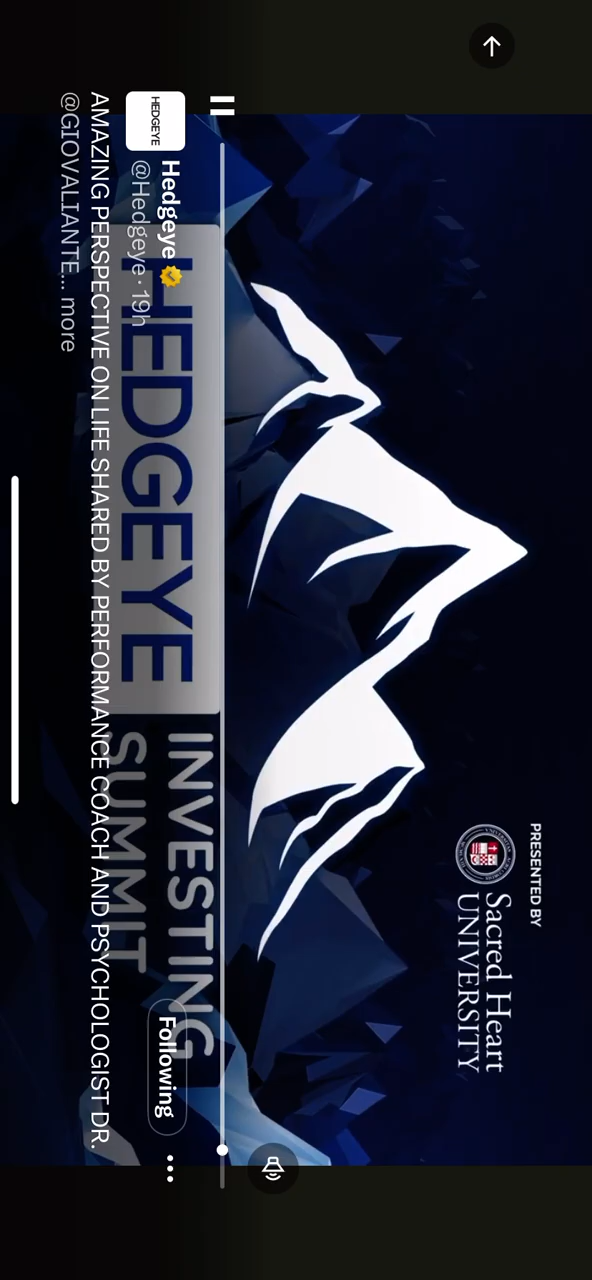 PRESENTED BY
Sacred Heart
UNIVERSITY
HEDGEYE
INVESTING
SUMMIT
HEDGEYE
Hedgeye
@Hedgeye · 19h
Following
AMAZING PERSPECTIVE ON LIFE SHARED BY PERFORMANCE COACH AND PSYCHOLOGIST DR.
@GIOVALIANTE... more